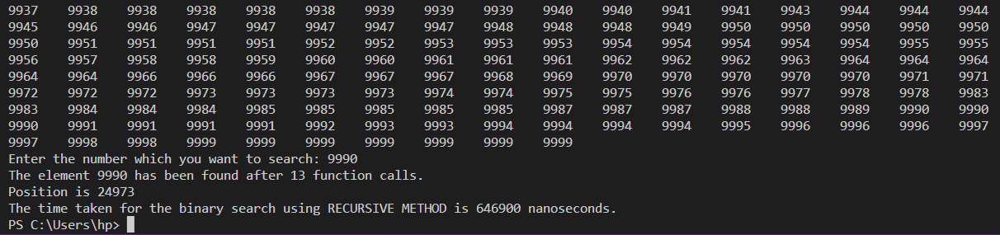 9937 9938 9938 9938 9938 9938 9939 9939 9939 9940 9940 9941 9941 9943 9944 9944 9944
9945 9946 9946 9947 9947 9947 9947 9947 9948 9948 9948 9949 9950 9950 9950 9950 9950
9950 9951 9951 9951 9951 9952 9952 9953 9953 9953 9954 9954 9954 9954 9954 9955 9955
9956 9957 9958 9958 9959 9960 9960 9961 9961 9961 9962 9962 9962 9963 9964 9964 9964
9964 9964 9966 9966 9966 9967 9967 9967 9968 9969 9970 9970 9970 9970 9970 9971 9971
9972 9972 9972 9973 9973 9973 9973 9974 9974 9975 9975 9976 9976 9977 9978 9978 9983
9983 9984 9984 9984 9985 9985 9985 9985 9985 9987 9987 9987 9988 9988 9989 9990 9990
9990 9991 9991 9991 9991 9992 9993 9993 9994 9994 9994 9994 9995 9996 9996 9996 9997
9997 9998 9998 9999 9999 9999 9999 9999 9999 9999
Enter the number which you want to search: 9990
The element 9990 has been found after 13 function calls.
Position is 24973
The time taken for the binary search using RECURSIVE METHOD is 646900 nanoseconds.
PS C:\Users\hp>